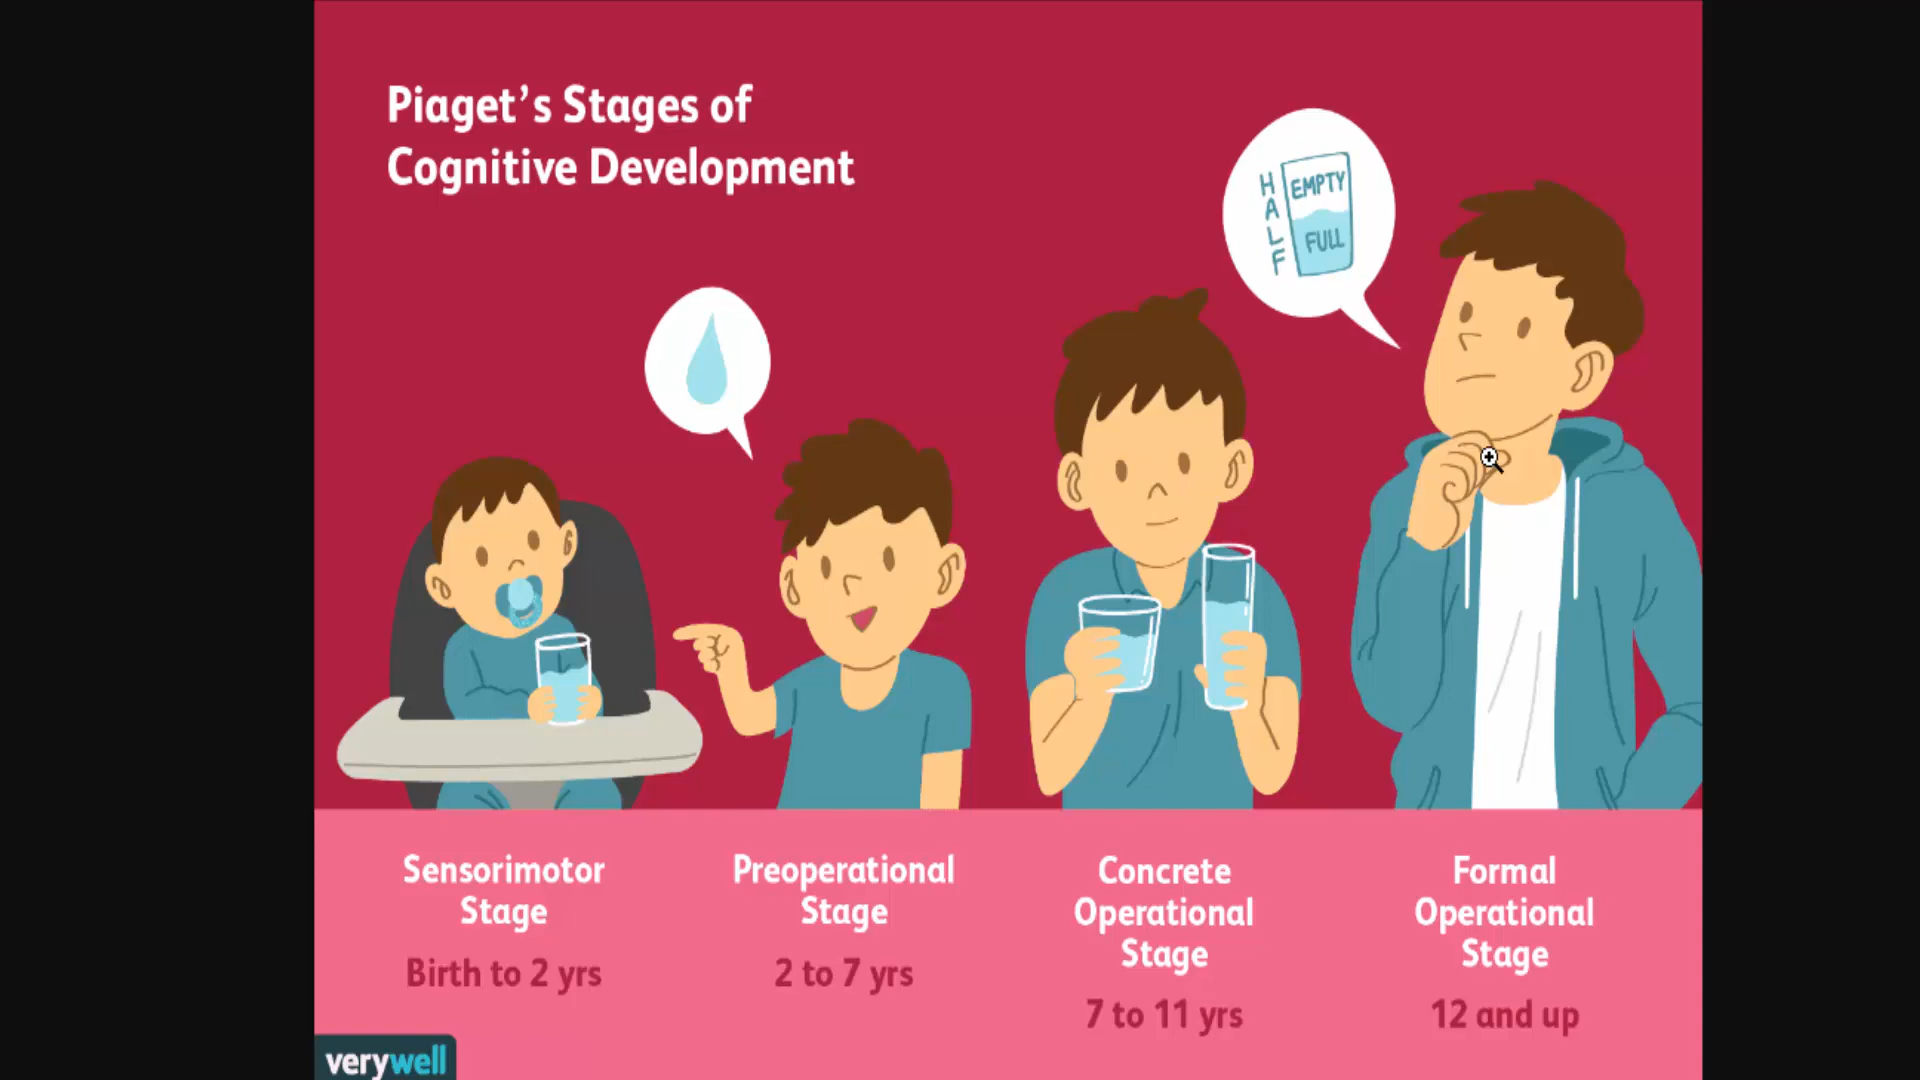 Piaget's Stages of
Cognitive Development
HALF
EMPTY
FULL
Sensorimotor
Stage
Birth to 2 yrs
Preoperational
Stage
2 to 7 yrs
Concrete
Operational
Stage
7 to 11 yrs
Formal
Operational
Stage
12 and up
verywell